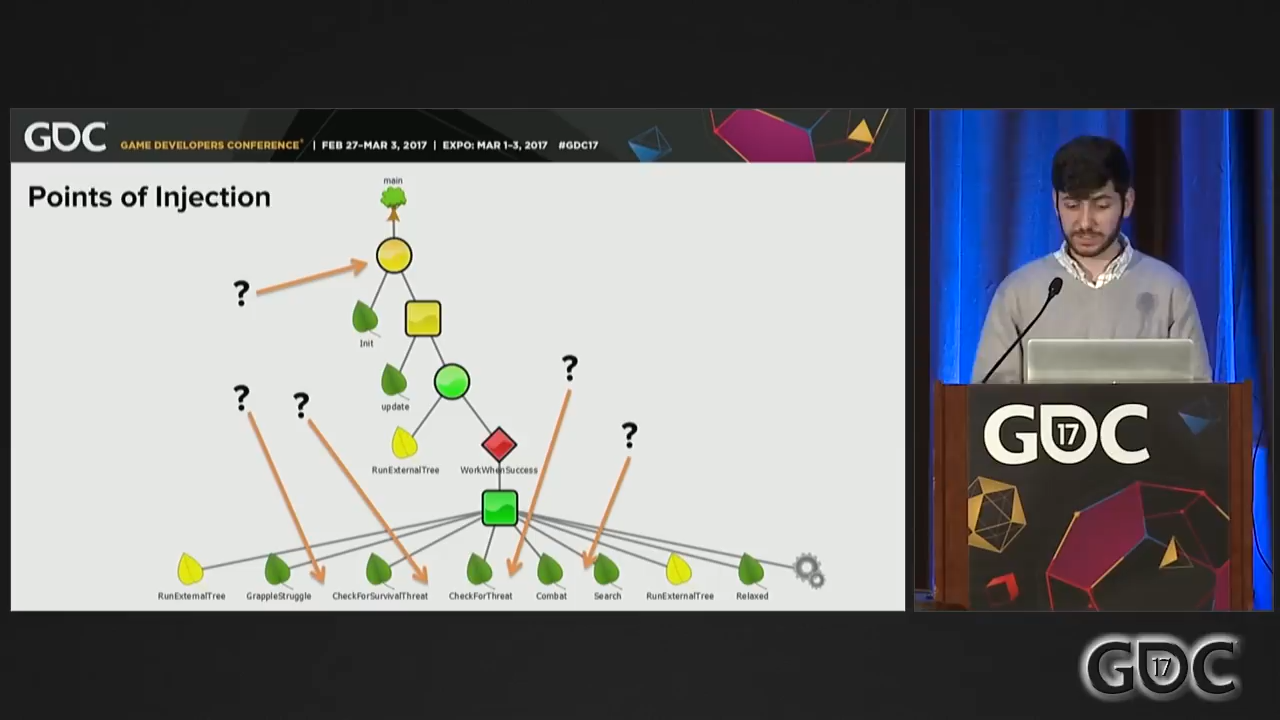 GDC GAME DEVELOPERS CONFERENCE® | FEB 27-MAR 3, 2017 | EXPO: MAR 1-3, 2017 #GDC17
Points of Injection
main
?
Init
?
?
?
update
?
RunExternalTree
WorkWhenSuccess
RunExternalTree
GrappleStruggle
CheckForSurvivalThreat
CheckForThreat
Combat
Search
RunExternalTree
Relaxed
GDC
17
GDC
17